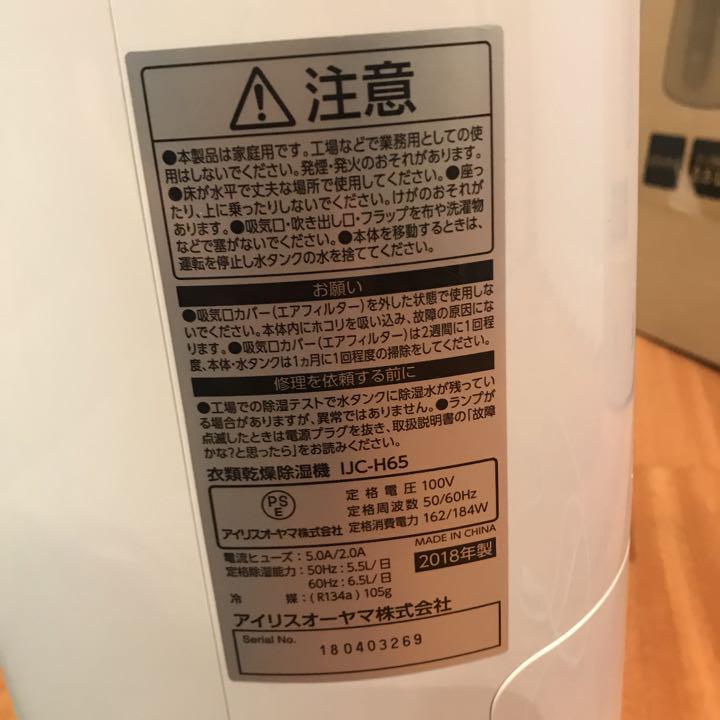 注意
●本製品は家庭用です。工場などで業務用としての使
用はしないでください。発煙・発火のおそれがあります。
●床が水平で丈夫な場所で使用してください。●座っ
たり、上に乗ったりしないでください。けがのおそれが
あります。●吸気口・吹き出し口・フラップを布や洗濯物
などで塞がないでください。●本体を移動するときは、
運転を停止し水タンクの水を捨ててください。
お願い
●吸気口カバー(エアフィルター)を外した状態で使用しな
いでください。本体内にホコリを吸い込み、故障の原因にな
ります。●吸気口カバー(エアフィルター)は2週間に1回程
度、本体・水タンクは1ヵ月に1回程度の掃除をしてください。
修理を依頼する前に
●工場での除湿テストで水タンクに除湿水が残ってい
る場合がありますが、異常ではありません。●ランプが
点滅したときは電源プラグを抜き、取扱説明書の「故障
かな?と思ったら」をお読みください。
衣類乾燥除湿機 IJC-H65
PS
E
アイリスオーヤマ株式会社
定格電圧 100V
定格周波数 50/60Hz
定格消費電力 162/184W
電流ヒューズ:5.0A/2.0A
定格除湿能力:50Hz:5.5L/日
60Hz:6.5L/日
冷媒:(R134a)105g
MADE IN CHINA
2018年製
アイリスオーヤマ株式会社
Serial No.
180403269